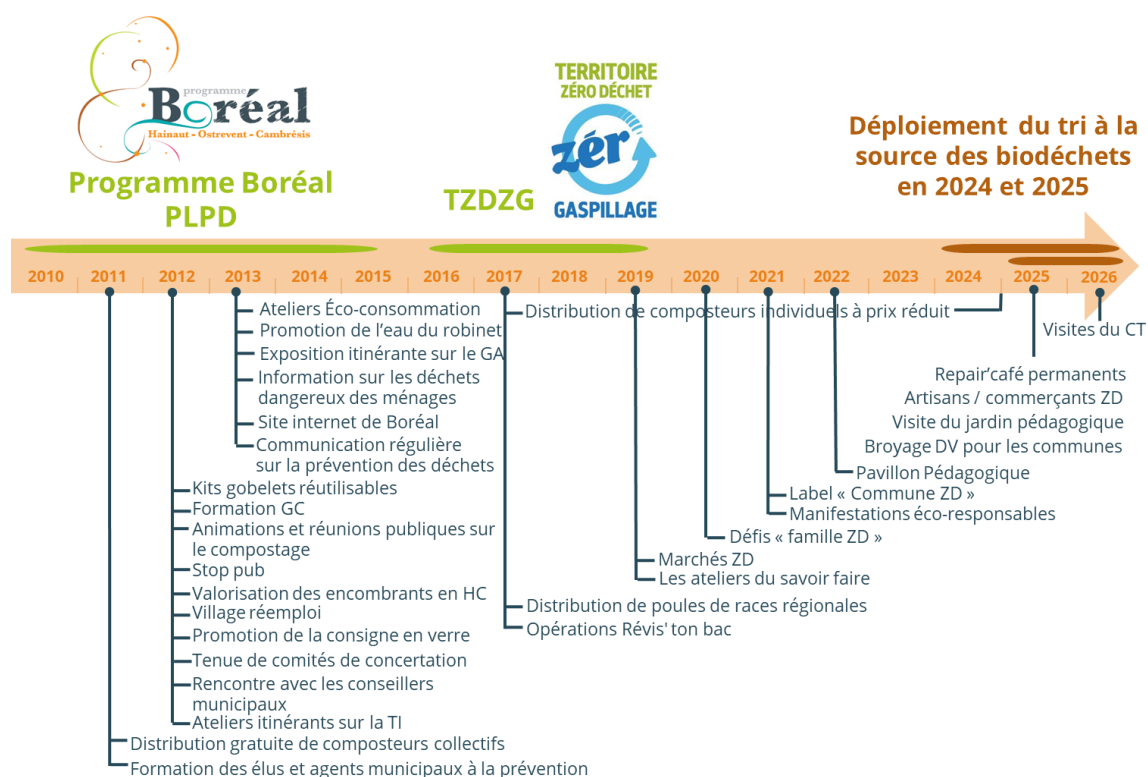 programme
Boréal
Hainaut - Ostrevent - Cambrésis
Programme Boréal
PLPD
TZDZG
TERRITOIRE
ZÉRO DÉCHET
zéro
GASPILLAGE
Déploiement du tri à la
source des biodéchets
en 2024 et 2025
2010 2011 2012 2013 2014 2015 2016 2017 2018 2019 2020 2021 2022 2023 2024 2025 2026
Ateliers Éco-consommation
Promotion de l'eau du robinet
Exposition itinérante sur le GA
Information sur les déchets
dangereux des ménages
Site internet de Boréal
Communication régulière
sur la prévention des déchets
Kits gobelets réutilisables
Formation GC
Animations et réunions publiques sur
le compostage
Stop pub
Valorisation des encombrants en HC
Village réemploi
Promotion de la consigne en verre
Tenue de comités de concertation
Rencontre avec les conseillers
municipaux
Ateliers itinérants sur la TI
Distribution gratuite de composteurs collectifs
Formation des élus et agents municipaux à la prévention
Distribution de composteurs individuels à prix réduit
Distribution de poules de races régionales
Opérations Révis' ton bac
Marchés ZD
Les ateliers du savoir faire
Défis « famille ZD »
Label « Commune ZD »
Manifestations éco-responsables
Pavillon Pédagogique
Repair'café permanents
Artisans / commerçants ZD
Visite du jardin pédagogique
Broyage DV pour les communes
Visites du CT